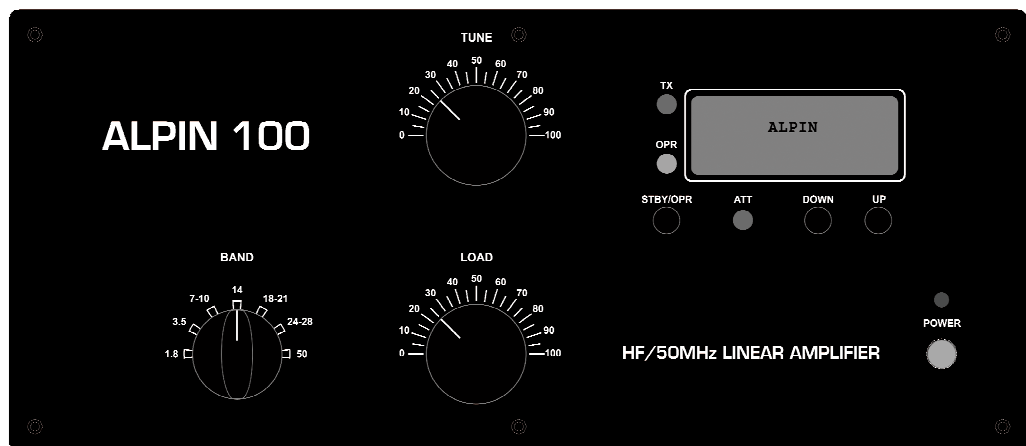 ALPIN 100
TUNE
0 10 20 30 40 50 60 70 80 90 100
TX
OPR
ALPIN
STBY/OPR ATT DOWN UP
BAND
1.8 3.5 7-10 14 18-21 24-28 50
LOAD
0 10 20 30 40 50 60 70 80 90 100
HF/50MHz LINEAR AMPLIFIER
POWER